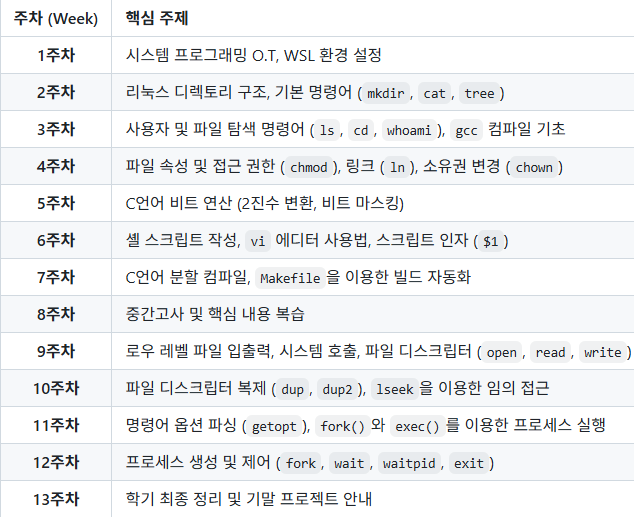 주차 (Week) 핵심 주제
1주차 시스템 프로그래밍 O.T, WSL 환경 설정
2주차 리눅스 디렉토리 구조, 기본 명령어 (mkdir, cat, tree)
3주차 사용자 및 파일 탐색 명령어 (ls, cd, whoami), gcc 컴파일 기초
4주차 파일 속성 및 접근 권한 (chmod), 링크 (ln), 소유권 변경 (chown)
5주차 C언어 비트 연산 (2진수 변환, 비트 마스킹)
6주차 셸 스크립트 작성, vi 에디터 사용법, 스크립트 인자 ($1)
7주차 C언어 분할 컴파일, Makefile을 이용한 빌드 자동화
8주차 중간고사 및 핵심 내용 복습
9주차 로우 레벨 파일 입출력, 시스템 호출, 파일 디스크립터 (open, read, write)
10주차 파일 디스크립터 복제 (dup, dup2), lseek을 이용한 임의 접근
11주차 명령어 옵션 파싱 (getopt), fork()와 exec()를 이용한 프로세스 실행
12주차 프로세스 생성 및 제어 (fork, wait, waitpid, exit)
13주차 학기 최종 정리 및 기말 프로젝트 안내